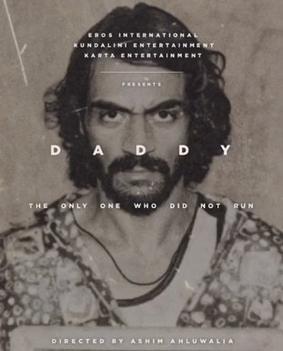 EROS INTERNATIONAL
KUNDALINI ENTERTAINMENT
KARTA ENTERTAINMENT
PRESENTS
DADDY
THE ONLY ONE WHO DID NOT RUN
DIRECTED BY ASHIM AHLUWALIA